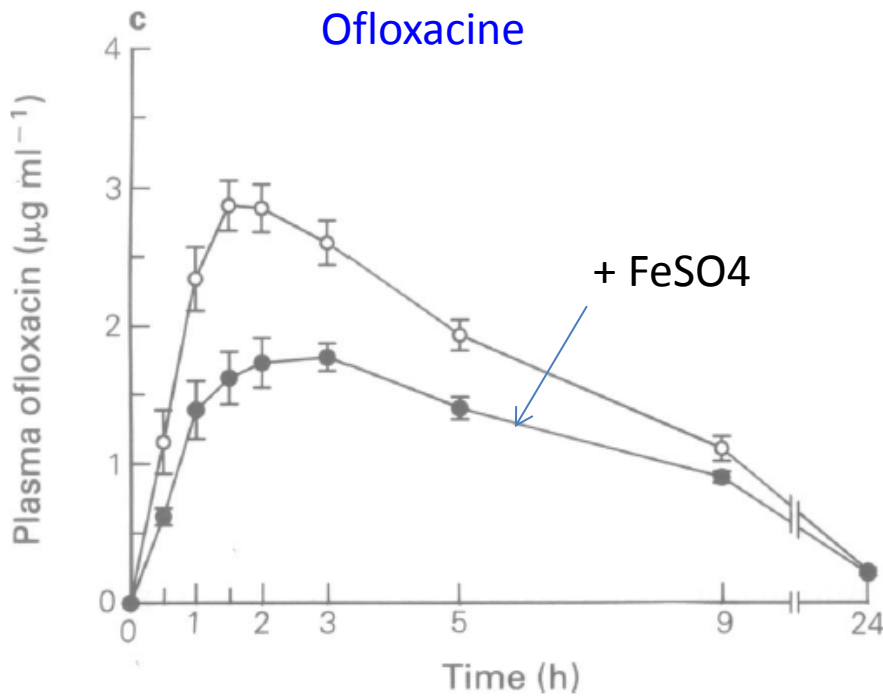 c
Ofloxacine
Plasma ofloxacin (μg ml⁻¹)
4
3
2
1
0
+ FeSO4
0 1 2 3 5 9 24
Time (h)